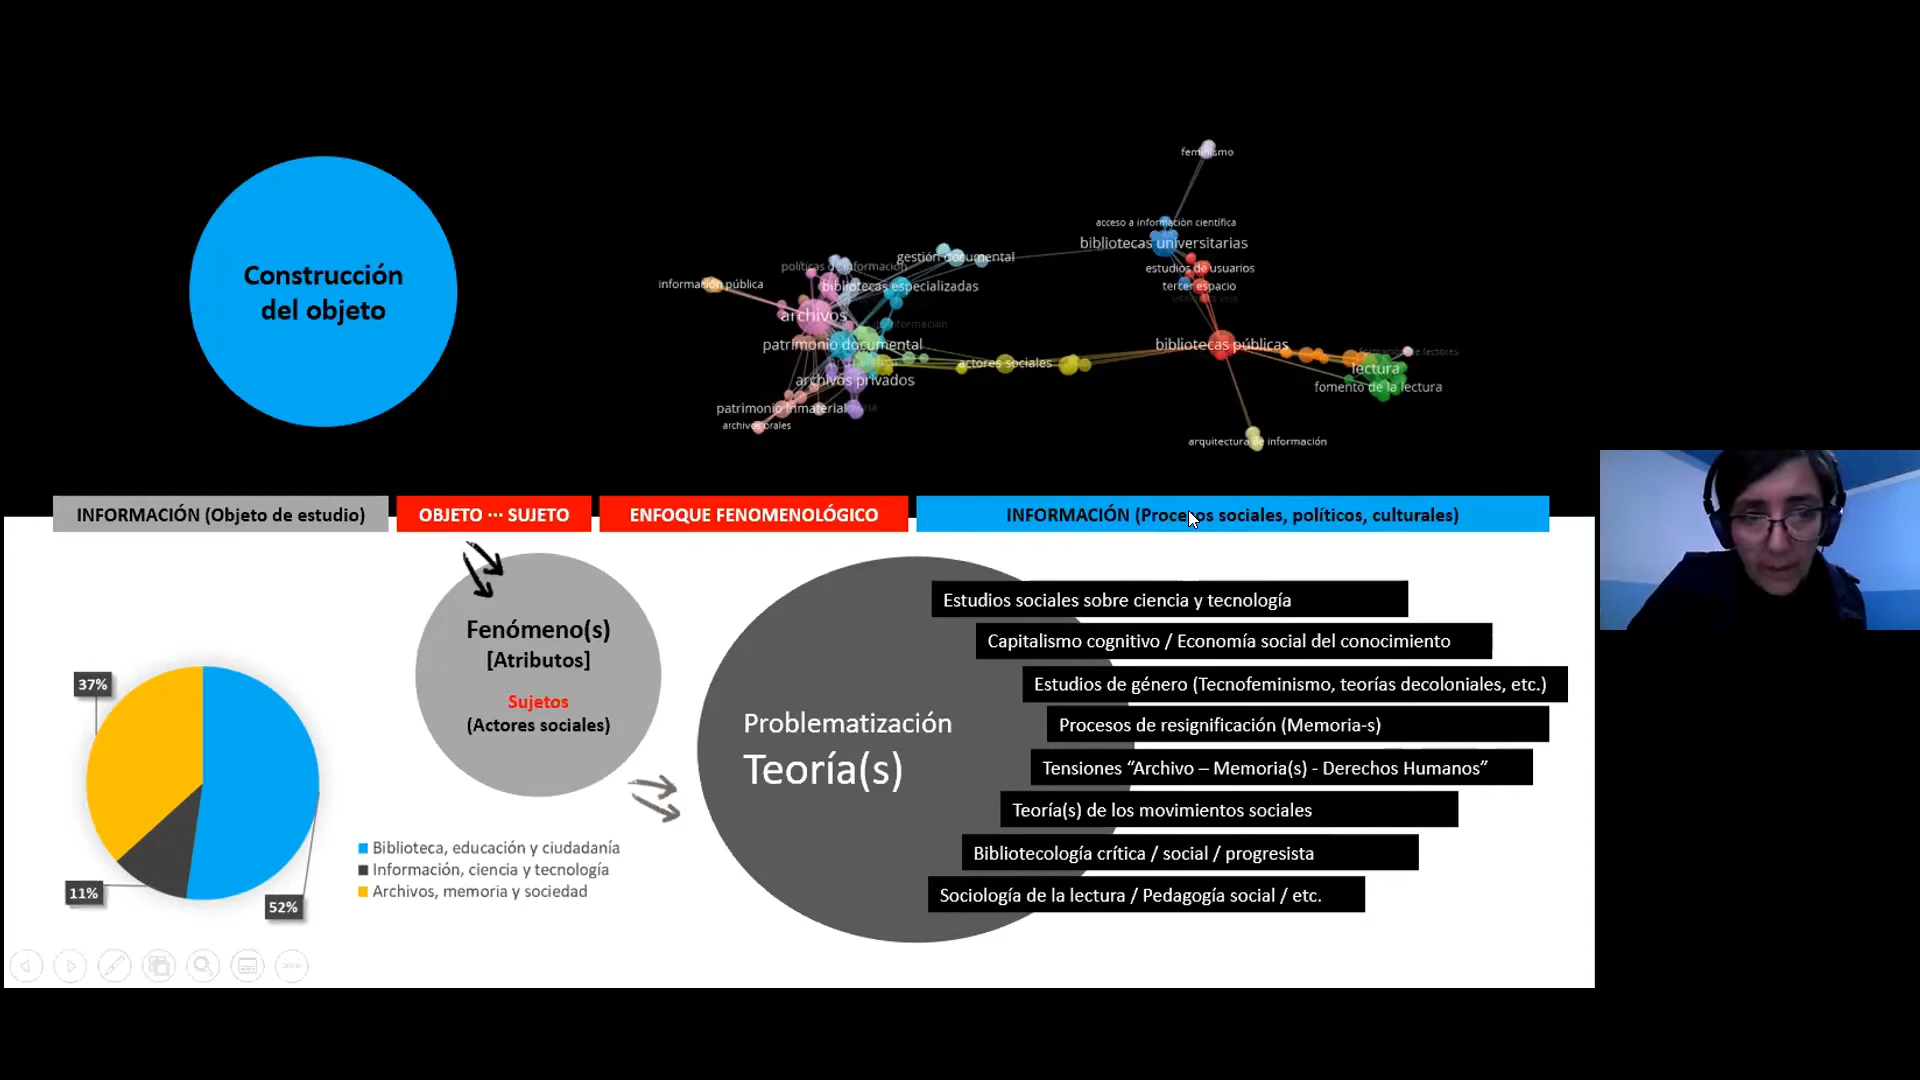 Construcción
del objeto
feminismo
acceso a información científica
bibliotecas universitarias
gestión documental
políticas de información
estudios de usuarios
información pública
bibliotecas especializadas
tercer espacio
archivos
de información
patrimonio documental
bibliotecas públicas
formación de lectores
actores sociales
lectura
archivos privados
fomento de la lectura
patrimonio inmaterial
archivos orales
arquitectura de información
INFORMACIÓN (Objeto de estudio)
OBJETO ··· SUJETO
ENFOQUE FENOMENOLÓGICO
INFORMACIÓN (Procesos sociales, políticos, culturales)
Fenómeno(s)
[Atributos]
Sujetos
(Actores sociales)
Problematización
Teoría(s)
Estudios sociales sobre ciencia y tecnología
Capitalismo cognitivo / Economía social del conocimiento
Estudios de género (Tecnofeminismo, teorías decoloniales, etc.)
Procesos de resignificación (Memoria-s)
Tensiones “Archivo – Memoria(s) - Derechos Humanos”
Teoría(s) de los movimientos sociales
Bibliotecología crítica / social / progresista
Sociología de la lectura / Pedagogía social / etc.
37%
11%
52%
Biblioteca, educación y ciudadanía
Información, ciencia y tecnología
Archivos, memoria y sociedad